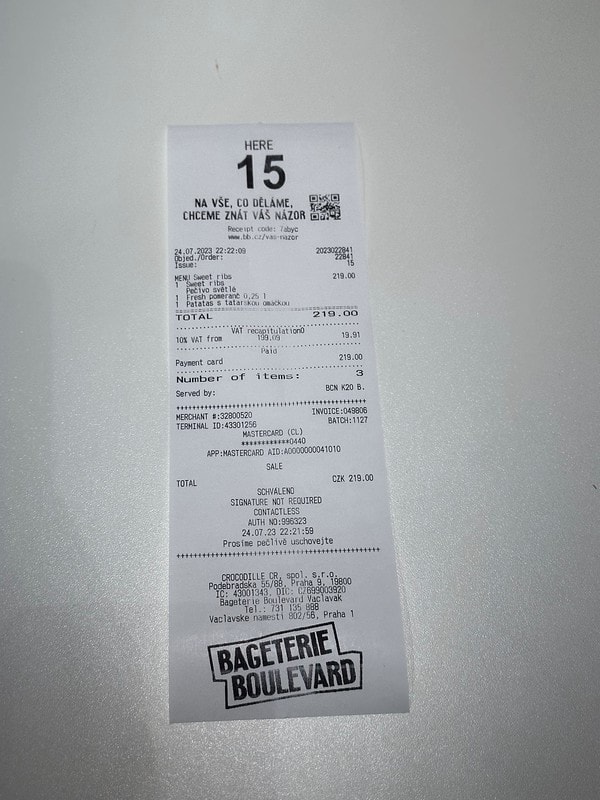 HERE
15
NA VŠE, CO DĚLÁME,
CHCEME ZNÁT VÁŠ NÁZOR
Receipt code: 7abyc
www.bb.cz/vas-nazor
24.07.2023 22:22:09 2023022841
Objed./Order: 22841
Issue: 15
MENU Sweet ribs 219.00
1 Sweet ribs
Pečivo světlé
1 Fresh pomeranč 0,25 l
1 Patatas s tatarskou omáčkou
TOTAL 219.00
VAT recapitulation0
10% VAT from 199.09 19.91
Paid
Payment card 219.00
Number of items: 3
Served by: BCN K20 B.
MERCHANT #:32800520 INVOICE:049806
TERMINAL ID:43301256 BATCH:1127
MASTERCARD (CL)
************0440
APP:MASTERCARD AID:A0000000041010
SALE
TOTAL CZK 219.00
SCHVÁLENO
SIGNATURE NOT REQUIRED
CONTACTLESS
AUTH NO:996323
24.07.23 22:21:59
Prosíme pečlivě uschovejte
CROCODILLE CR, spol. s.r.o.
Podebradska 55/88, Praha 9, 19800
IC: 43001343, DIC: CZ699003920
Bageterie Boulevard Vaclavak
Tel.: 731 135 888
Vaclavske namesti 802/56, Praha 1
BAGETERIE
BOULEVARD